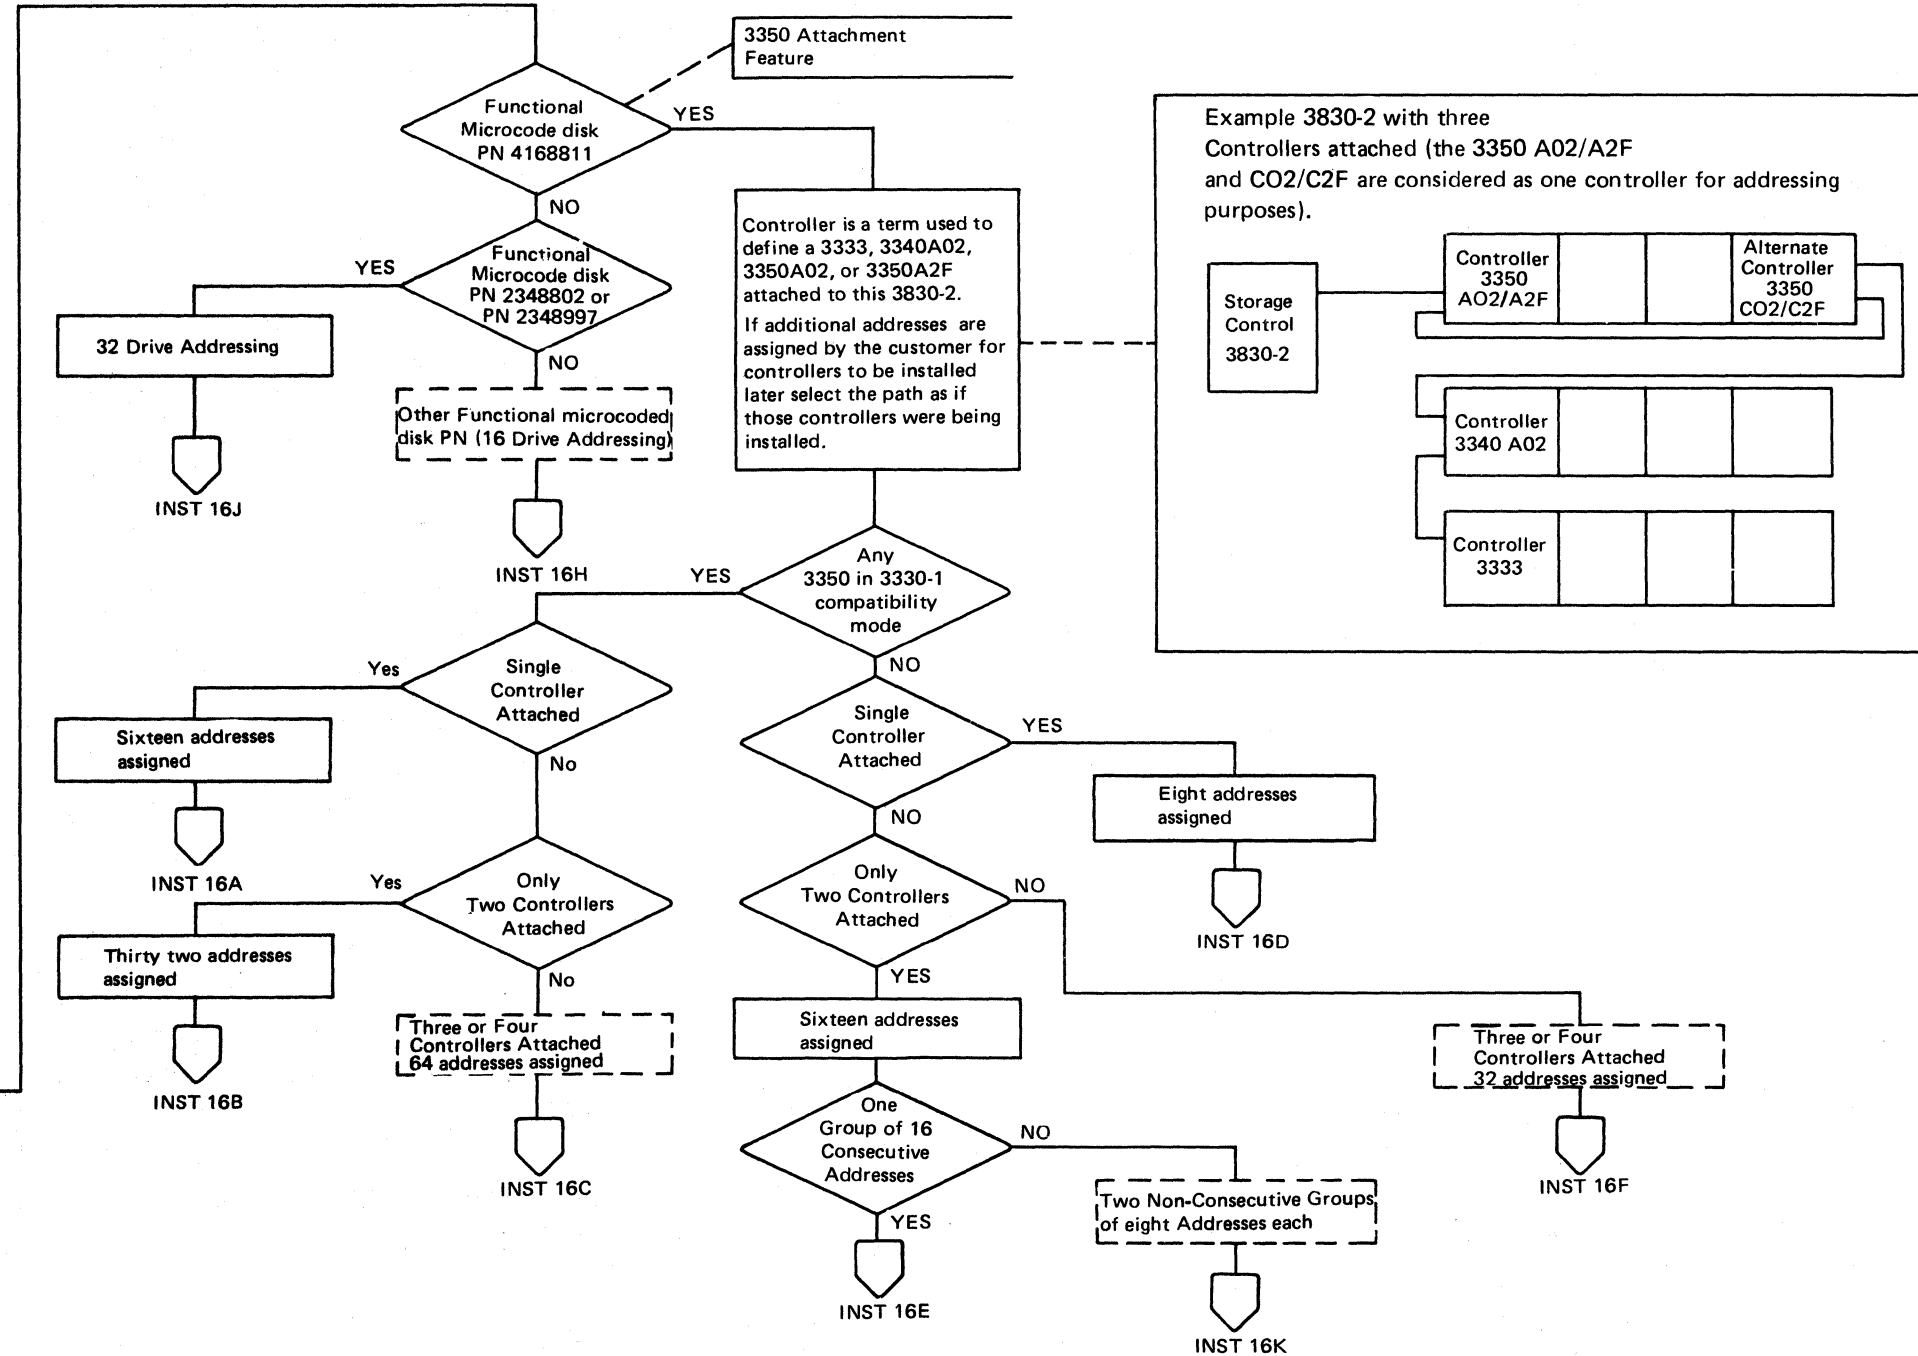 3350 Attachment
Feature
Functional
Microcode disk
PN 4168811
YES
NO
Functional
Microcode disk
PN 2348802 or
PN 2348997
YES
32 Drive Addressing
INST 16J
NO
Other Functional microcoded
disk PN (16 Drive Addressing)
INST 16H
Controller is a term used to
define a 3333, 3340A02,
3350A02, or 3350A2F
attached to this 3830-2.
If additional addresses are
assigned by the customer for
controllers to be installed
later select the path as if
those controllers were being
installed.
Example 3830-2 with three
Controllers attached (the 3350 A02/A2F
and CO2/C2F are considered as one controller for addressing
purposes).
Storage
Control
3830-2
Controller
3350
AO2/A2F
Alternate
Controller
3350
CO2/C2F
Controller
3340 A02
Controller
3333
Any
3350 in 3330-1
compatibility
mode
YES
NO
Single
Controller
Attached
Yes
Sixteen addresses
assigned
INST 16A
No
Only
Two Controllers
Attached
Yes
Thirty two addresses
assigned
INST 16B
No
Three or Four
Controllers Attached
64 addresses assigned
INST 16C
Single
Controller
Attached
YES
Eight addresses
assigned
INST 16D
NO
Only
Two Controllers
Attached
NO
Three or Four
Controllers Attached
32 addresses assigned
INST 16F
YES
Sixteen addresses
assigned
One
Group of 16
Consecutive
Addresses
NO
Two Non-Consecutive Groups
of eight Addresses each
INST 16K
YES
INST 16E